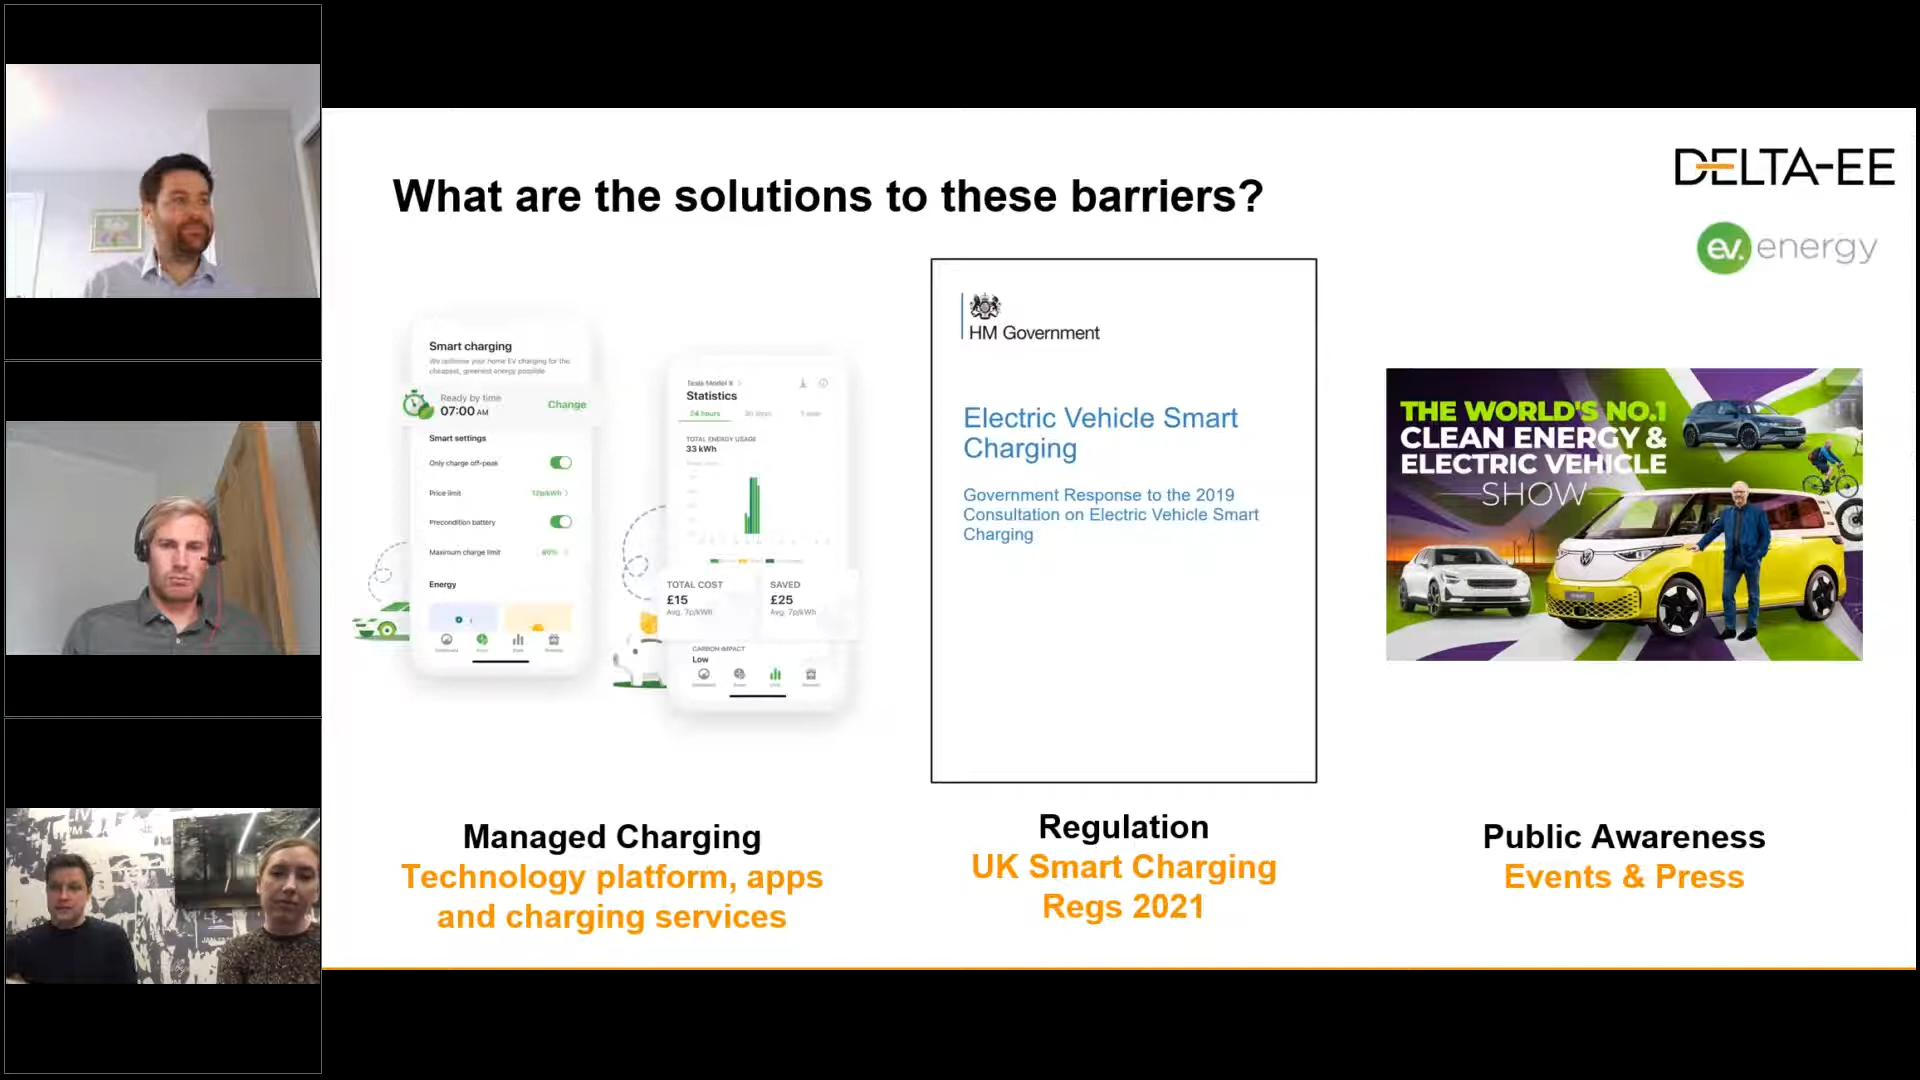 What are the solutions to these barriers?
DELTA-EE
ev.energy
Smart charging
We optimise your home EV charging for the
cheapest, greenest energy possible
Ready by time
07:00 AM
Change
Smart settings
Only charge off-peak
Price limit
12p/kWh
Precondition battery
Maximum charge limit
80%
Energy
Statistics
24 hours
30 days
1 year
TOTAL ENERGY USAGE
33 kWh
TOTAL COST
£15
Avg. 7p/kWh
SAVED
£25
Avg. 7p/kWh
CARBON IMPACT
Low
HM Government
Electric Vehicle Smart
Charging
Government Response to the 2019
Consultation on Electric Vehicle Smart
Charging
THE WORLD'S NO.1
CLEAN ENERGY &
ELECTRIC VEHICLE
SHOW
Managed Charging
Technology platform, apps
and charging services
Regulation
UK Smart Charging
Regs 2021
Public Awareness
Events & Press